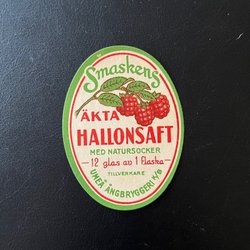 Smaskens
ÄKTA
HALLONSAFT
MED NATURSOCKER
12 glas av 1 flaska
TILLVERKARE
UMEÅ ÅNGBRYGGERI K/B